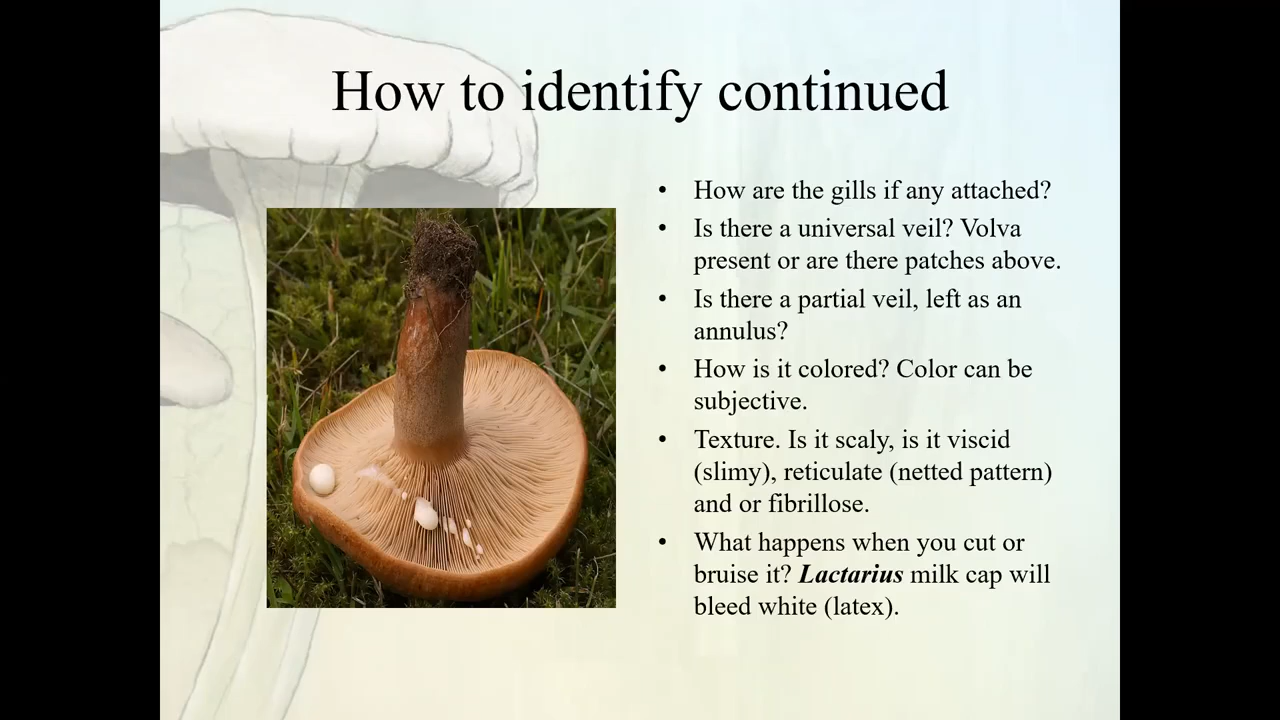 How to identify continued
• How are the gills if any attached?
• Is there a universal veil? Volva
present or are there patches above.
• Is there a partial veil, left as an
annulus?
• How is it colored? Color can be
subjective.
• Texture. Is it scaly, is it viscid
(slimy), reticulate (netted pattern)
and or fibrillose.
• What happens when you cut or
bruise it? Lactarius milk cap will
bleed white (latex).